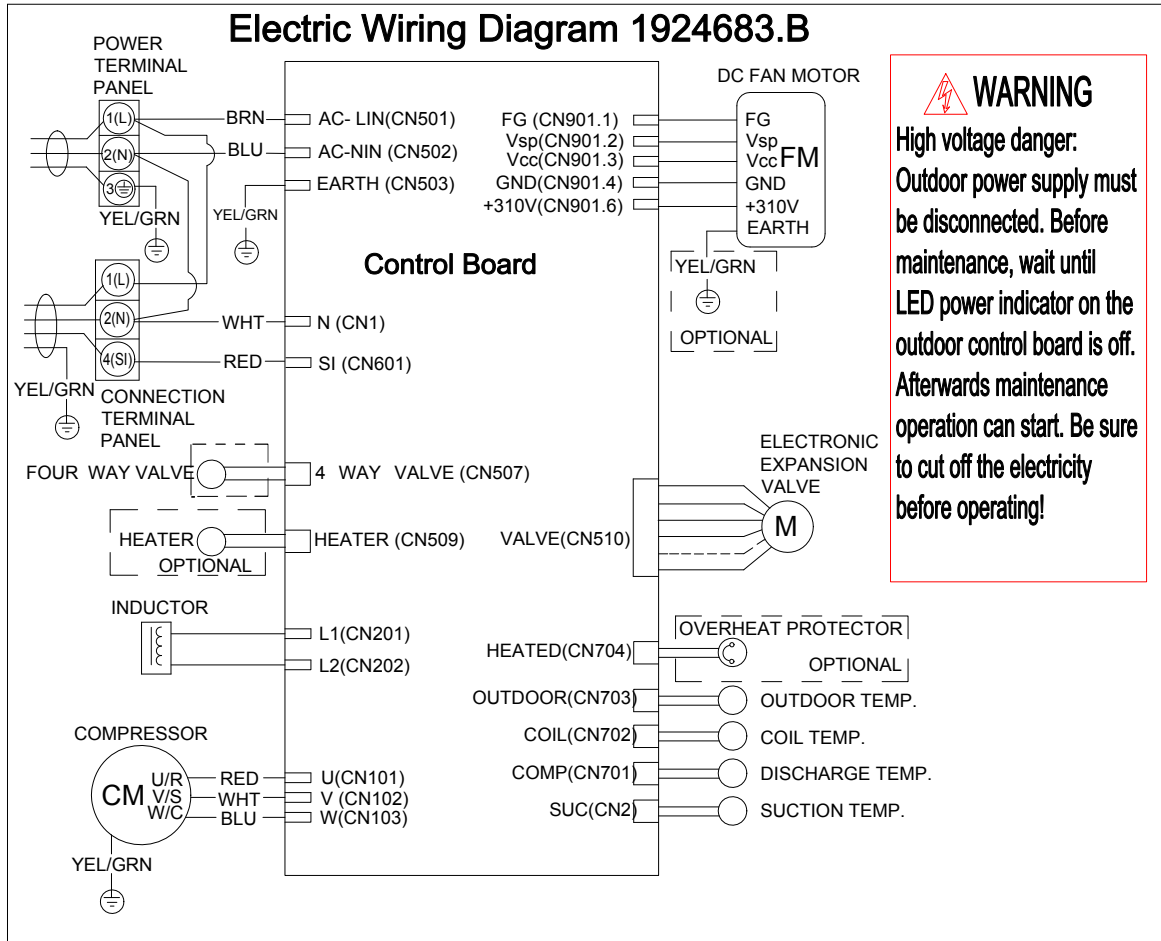 Electric Wiring Diagram 1924683.B
POWER
TERMINAL
PANEL
1(L)
2(N)
3
YEL/GRN
BRN
BLU
YEL/GRN
AC- LIN(CN501)
AC-NIN (CN502)
EARTH (CN503)
Control Board
1(L)
2(N)
4(SI)
WHT
RED
N (CN1)
SI (CN601)
YEL/GRN
CONNECTION
TERMINAL
PANEL
FOUR WAY VALVE
4 WAY VALVE (CN507)
HEATER
OPTIONAL
HEATER (CN509)
INDUCTOR
L1(CN201)
L2(CN202)
COMPRESSOR
CM
U/R
V/S
W/C
RED
WHT
BLU
U(CN101)
V (CN102)
W(CN103)
YEL/GRN
DC FAN MOTOR
FG (CN901.1)
Vsp(CN901.2)
Vcc(CN901.3)
GND(CN901.4)
+310V(CN901.6)
FG
Vsp
Vcc
FM
GND
+310V
EARTH
YEL/GRN
OPTIONAL
ELECTRONIC
EXPANSION
VALVE
VALVE(CN510)
M
HEATED(CN704)
OVERHEAT PROTECTOR
OPTIONAL
OUTDOOR(CN703)
OUTDOOR TEMP.
COIL(CN702)
COIL TEMP.
COMP(CN701)
DISCHARGE TEMP.
SUC(CN2)
SUCTION TEMP.
WARNING
High voltage danger:
Outdoor power supply must
be disconnected. Before
maintenance, wait until
LED power indicator on the
outdoor control board is off.
Afterwards maintenance
operation can start. Be sure
to cut off the electricity
before operating!